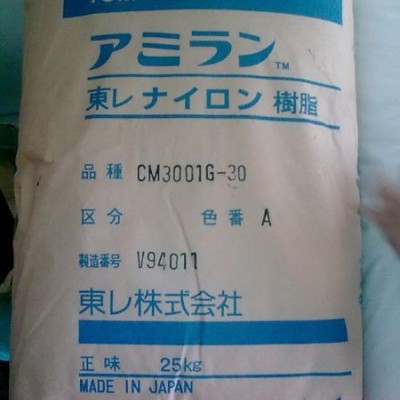 アミラン™
東レ ナイロン 樹脂
品種 CM3001G-30
区分 色番 A
製造番号 V94011
東レ株式会社
正味 25kg
MADE IN JAPAN